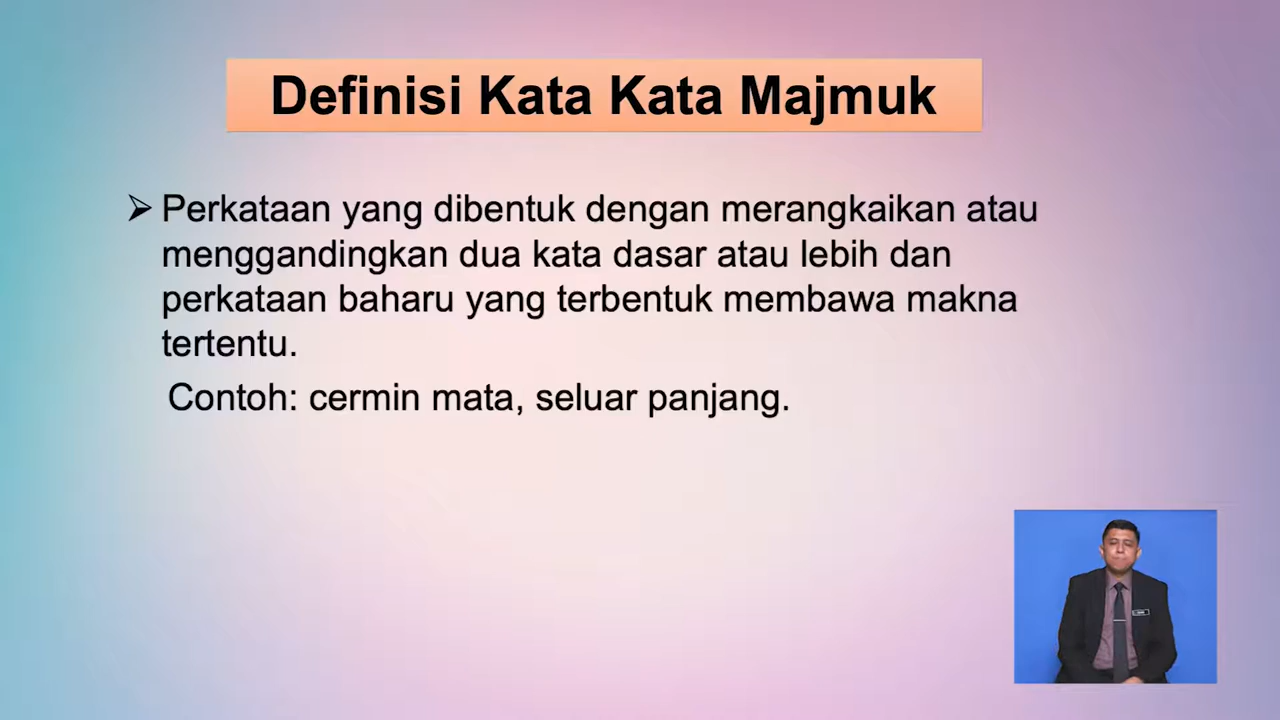 Definisi Kata Kata Majmuk
➢ Perkataan yang dibentuk dengan merangkaikan atau
menggandingkan dua kata dasar atau lebih dan
perkataan baharu yang terbentuk membawa makna
tertentu.
Contoh: cermin mata, seluar panjang.